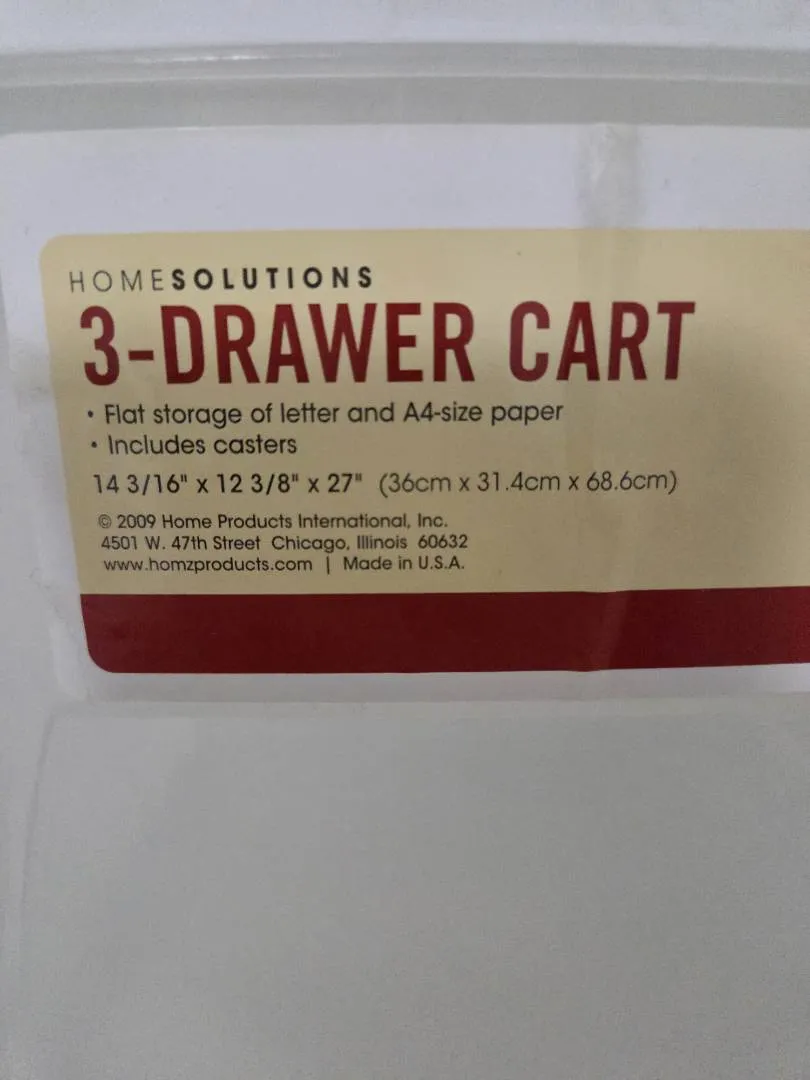 HOMESOLUTIONS
3-DRAWER CART
• Flat storage of letter and A4-size paper
• Includes casters
14 3/16" x 12 3/8" x 27" (36cm x 31.4cm x 68.6cm)
© 2009 Home Products International, Inc.
4501 W. 47th Street Chicago, Illinois 60632
www.homzproducts.com | Made in U.S.A.